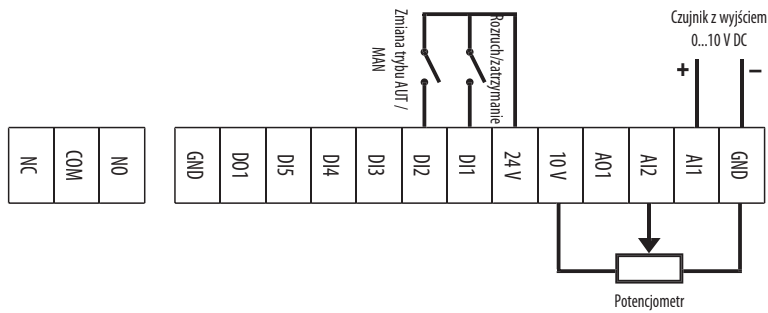 Czujnik z wyjściem
0...10 V DC
Zmiana trybu AUT /
MAN
Rozruch/zatrzymanie
+
–
NC
COM
NO
GND
DO1
DI5
DI4
DI3
DI2
DI1
24 V
10 V
AO1
AI2
AI1
GND
Potencjometr